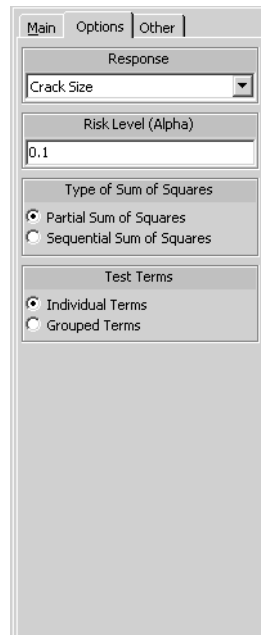 Main Options Other
Response
Crack Size
Risk Level (Alpha)
0.1
Type of Sum of Squares
Partial Sum of Squares
Sequential Sum of Squares
Test Terms
Individual Terms
Grouped Terms